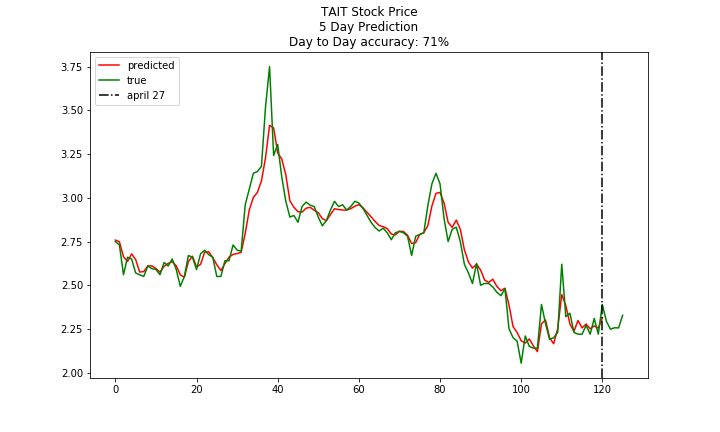 TAIT Stock Price
5 Day Prediction
Day to Day accuracy: 71%
predicted
true
april 27
3.75
3.50
3.25
3.00
2.75
2.50
2.25
2.00
0 20 40 60 80 100 120